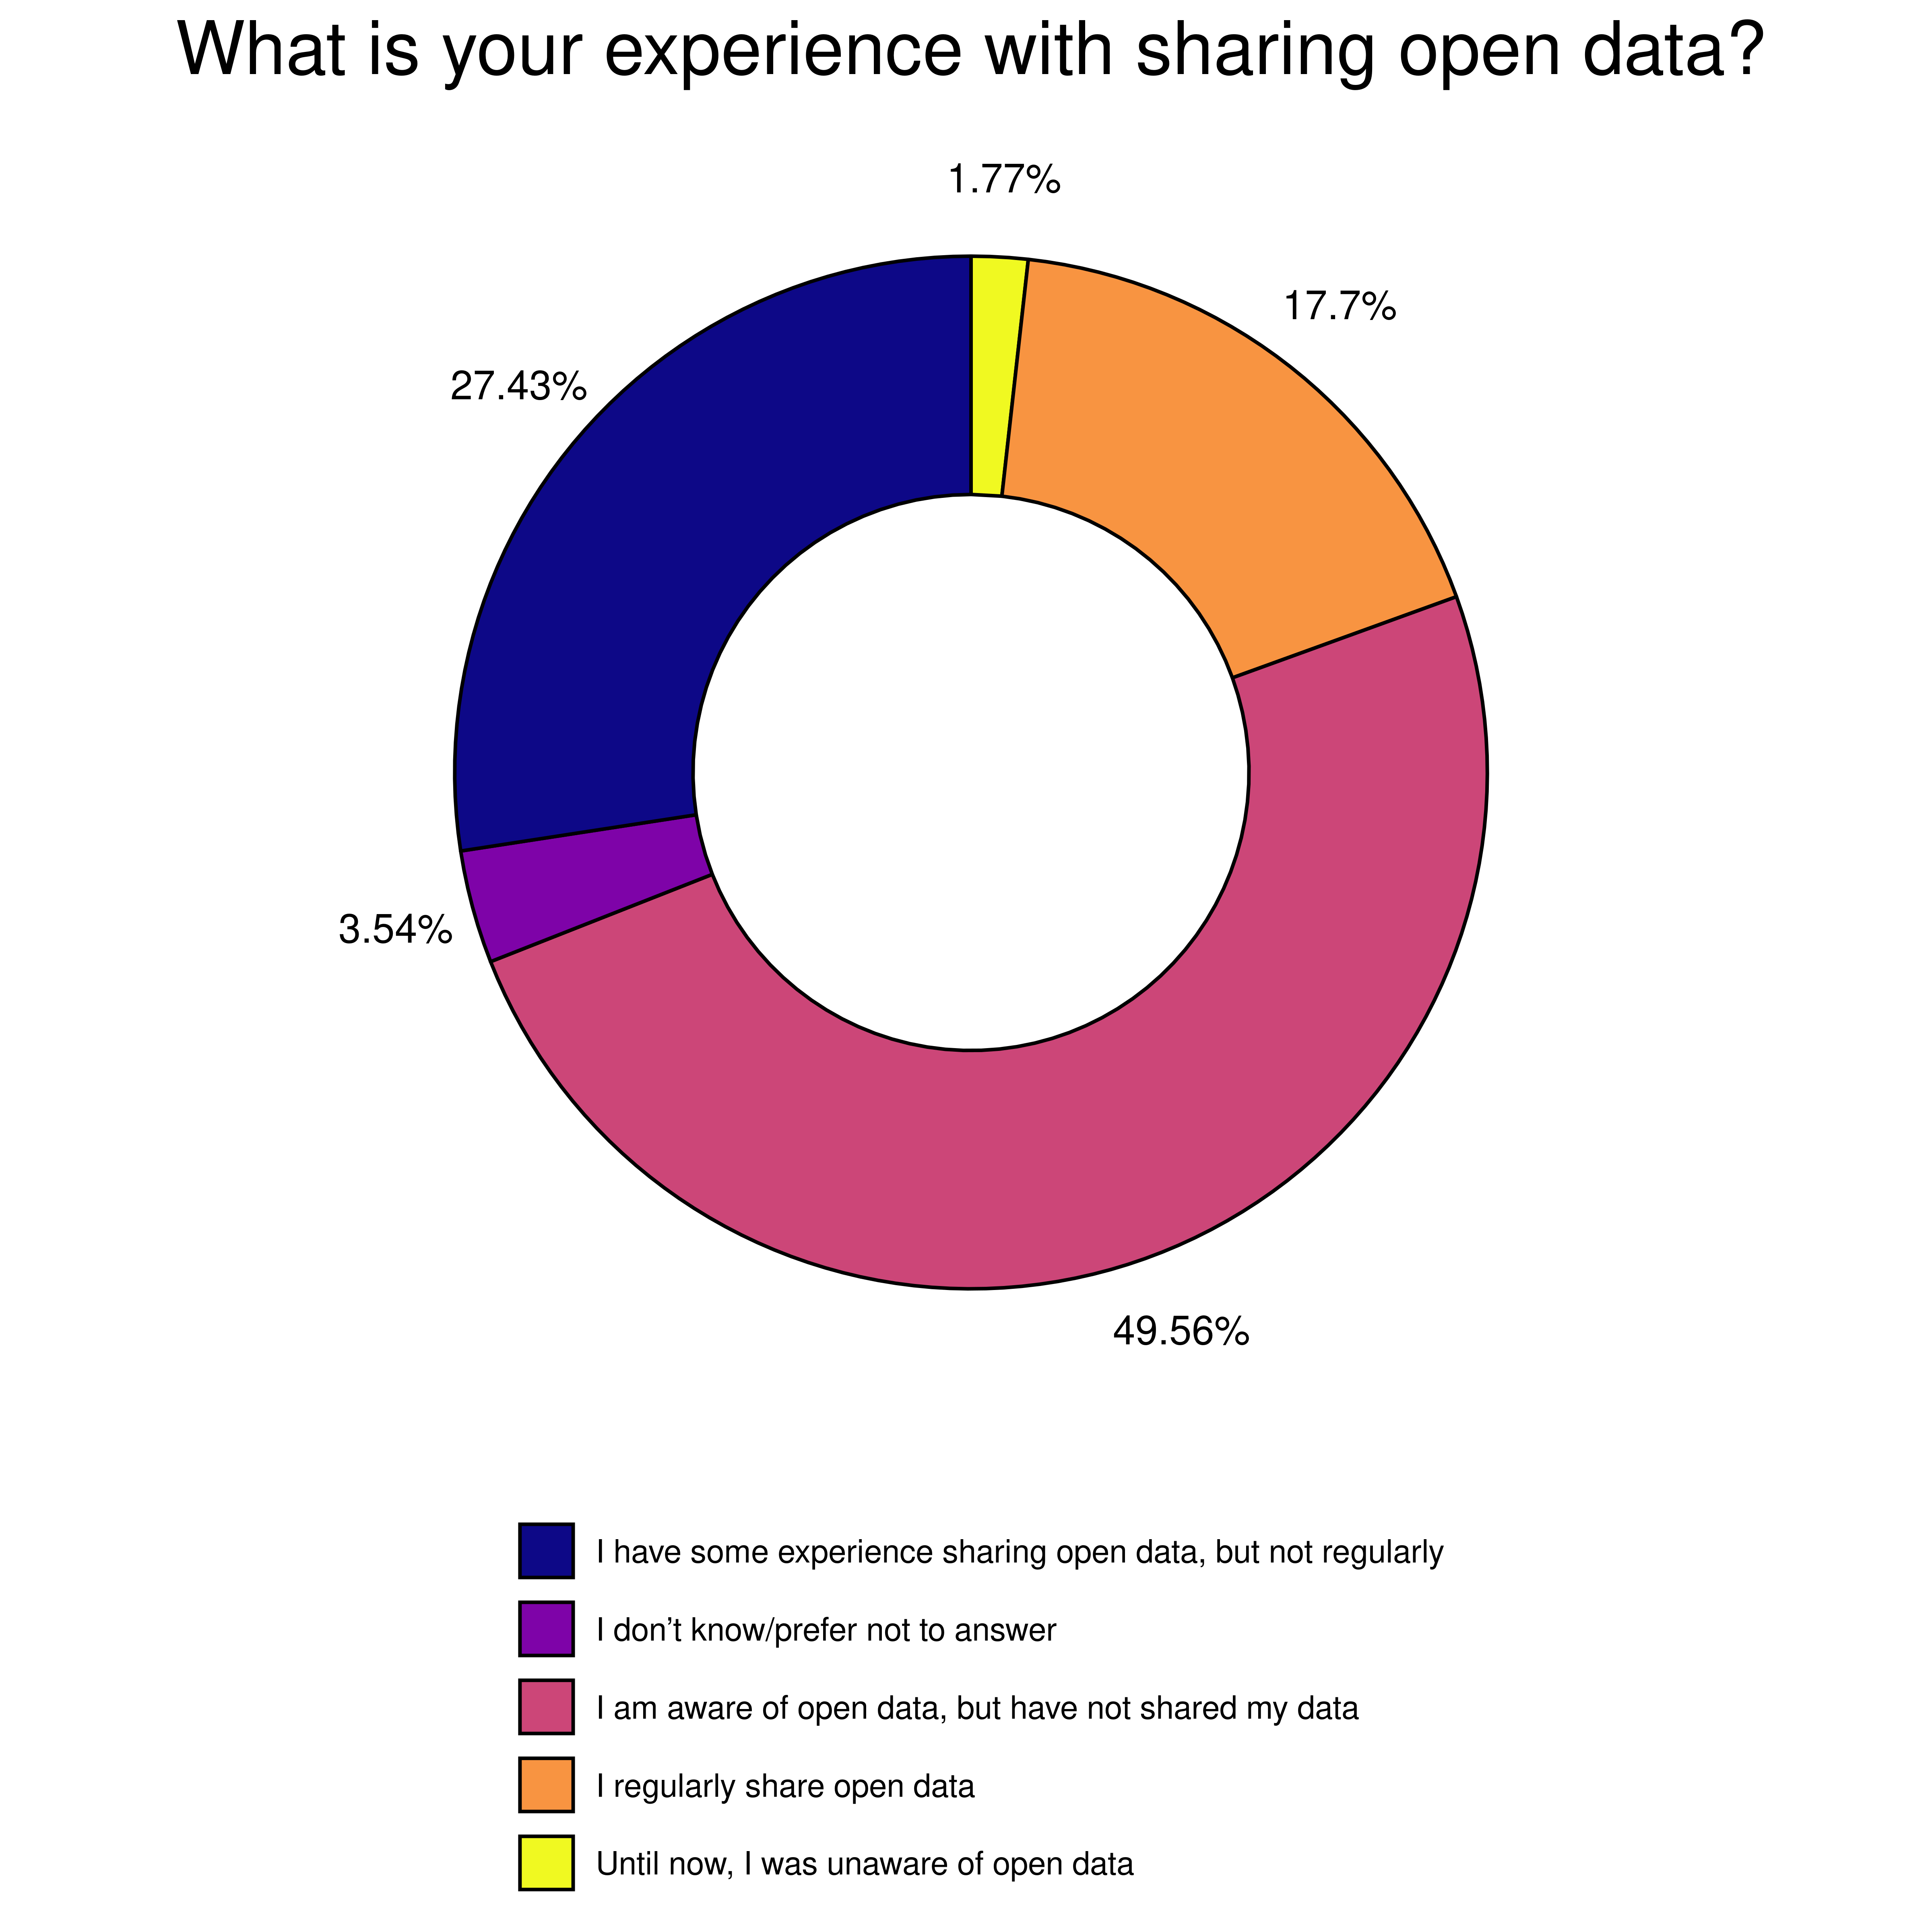 What is your experience with sharing open data?
1.77%
17.7%
27.43%
3.54%
49.56%
I have some experience sharing open data, but not regularly
I don’t know/prefer not to answer
I am aware of open data, but have not shared my data
I regularly share open data
Until now, I was unaware of open data